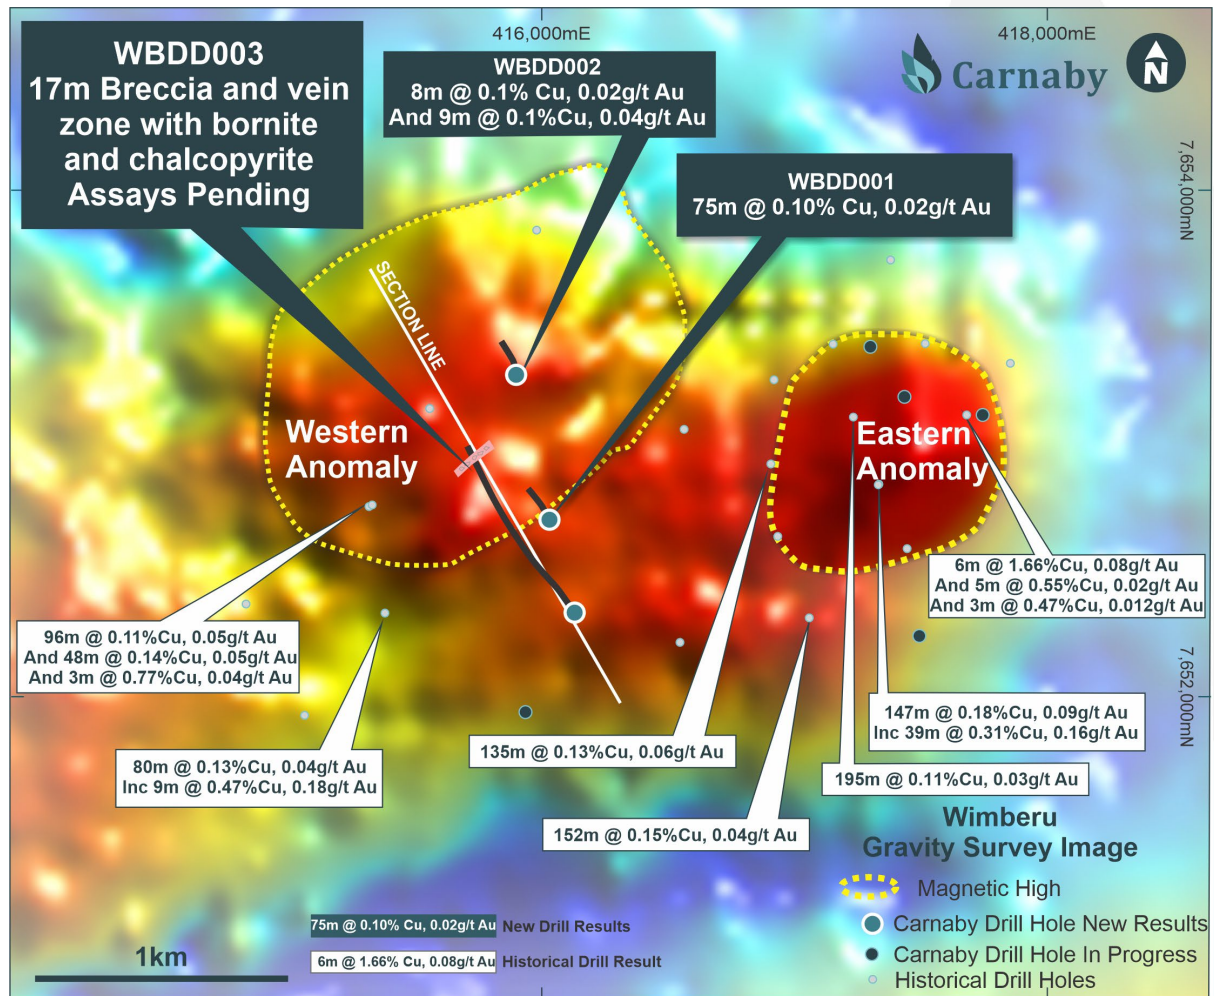 416,000mE
418,000mE
WBDD003
17m Breccia and vein
zone with bornite
and chalcopyrite
Assays Pending
WBDD002
8m @ 0.1% Cu, 0.02g/t Au
And 9m @ 0.1%Cu, 0.04g/t Au
Carnaby
N
WBDD001
75m @ 0.10% Cu, 0.02g/t Au
7,654,000mN
SECTION LINE
Western
Anomaly
Eastern
Anomaly
6m @ 1.66%Cu, 0.08g/t Au
And 5m @ 0.55%Cu, 0.02g/t Au
And 3m @ 0.47%Cu, 0.012g/t Au
96m @ 0.11%Cu, 0.05g/t Au
And 48m @ 0.14%Cu, 0.05g/t Au
And 3m @ 0.77%Cu, 0.04g/t Au
7,652,000mN
147m @ 0.18%Cu, 0.09g/t Au
Inc 39m @ 0.31%Cu, 0.16g/t Au
135m @ 0.13%Cu, 0.06g/t Au
80m @ 0.13%Cu, 0.04g/t Au
Inc 9m @ 0.47%Cu, 0.18g/t Au
195m @ 0.11%Cu, 0.03g/t Au
152m @ 0.15%Cu, 0.04g/t Au
Wimberu
Gravity Survey Image
Magnetic High
Carnaby Drill Hole New Results
Carnaby Drill Hole In Progress
Historical Drill Holes
75m @ 0.10% Cu, 0.02g/t Au New Drill Results
6m @ 1.66% Cu, 0.08g/t Au Historical Drill Result
1km